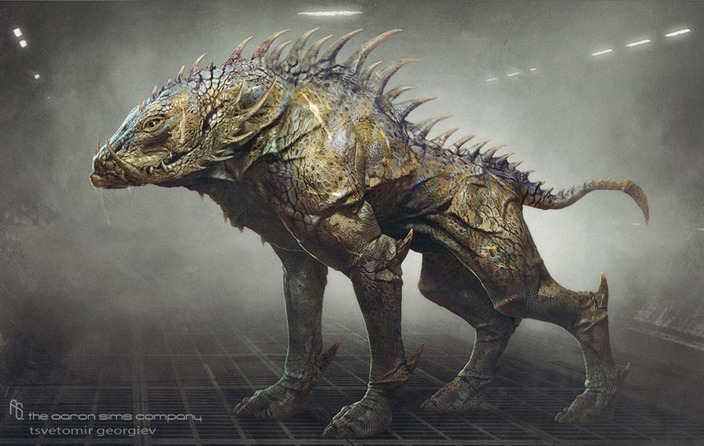 the aaron sims company
tsvetomir georgiev